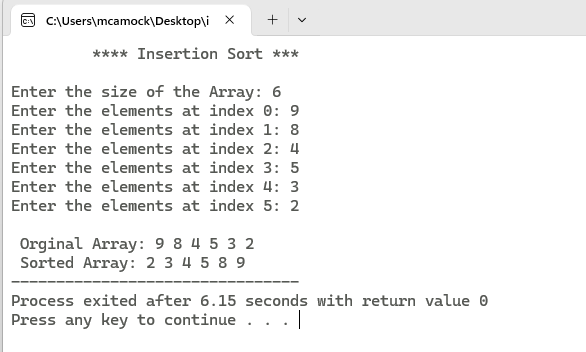 C:\Users\mcamock\Desktop\i
**** Insertion Sort ***
Enter the size of the Array: 6
Enter the elements at index 0: 9
Enter the elements at index 1: 8
Enter the elements at index 2: 4
Enter the elements at index 3: 5
Enter the elements at index 4: 3
Enter the elements at index 5: 2
Orginal Array: 9 8 4 5 3 2
Sorted Array: 2 3 4 5 8 9
--------------------------------
Process exited after 6.15 seconds with return value 0
Press any key to continue . . .